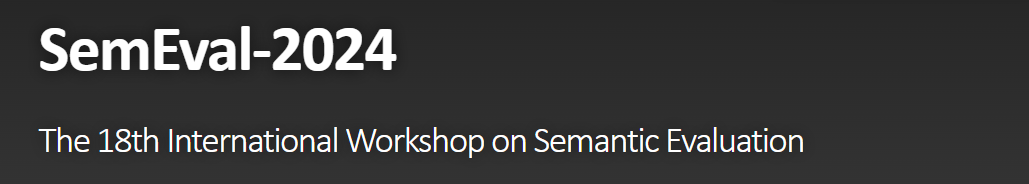 SemEval-2024
The 18th International Workshop on Semantic Evaluation